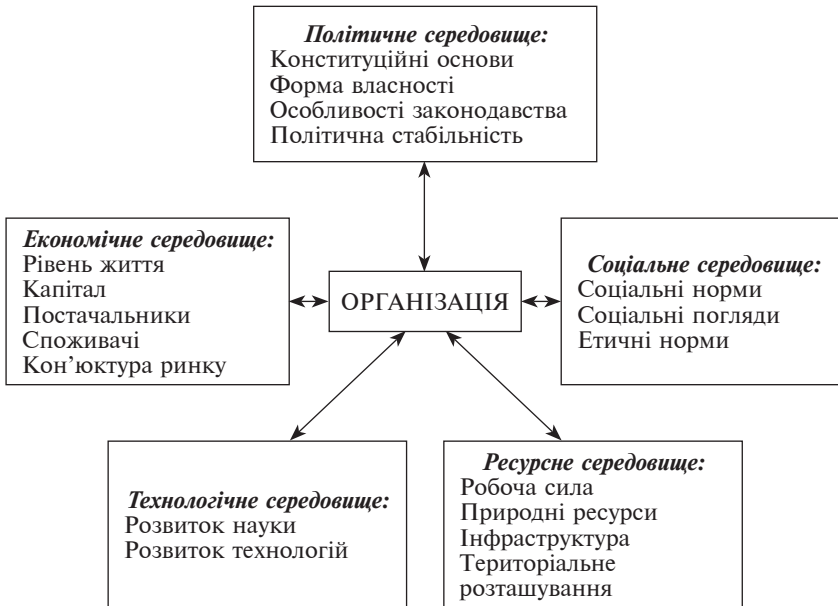 Політичне середовище:
Конституційні основи
Форма власності
Особливості законодавства
Політична стабільність
Економічне середовище:
Рівень життя
Капітал
Постачальники
Споживачі
Кон’юктура ринку
ОРГАНІЗАЦІЯ
Соціальне середовище:
Соціальні норми
Соціальні погляди
Етичні норми
Технологічне середовище:
Розвиток науки
Розвиток технологій
Ресурсне середовище:
Робоча сила
Природні ресурси
Інфраструктура
Територіальне
розташування